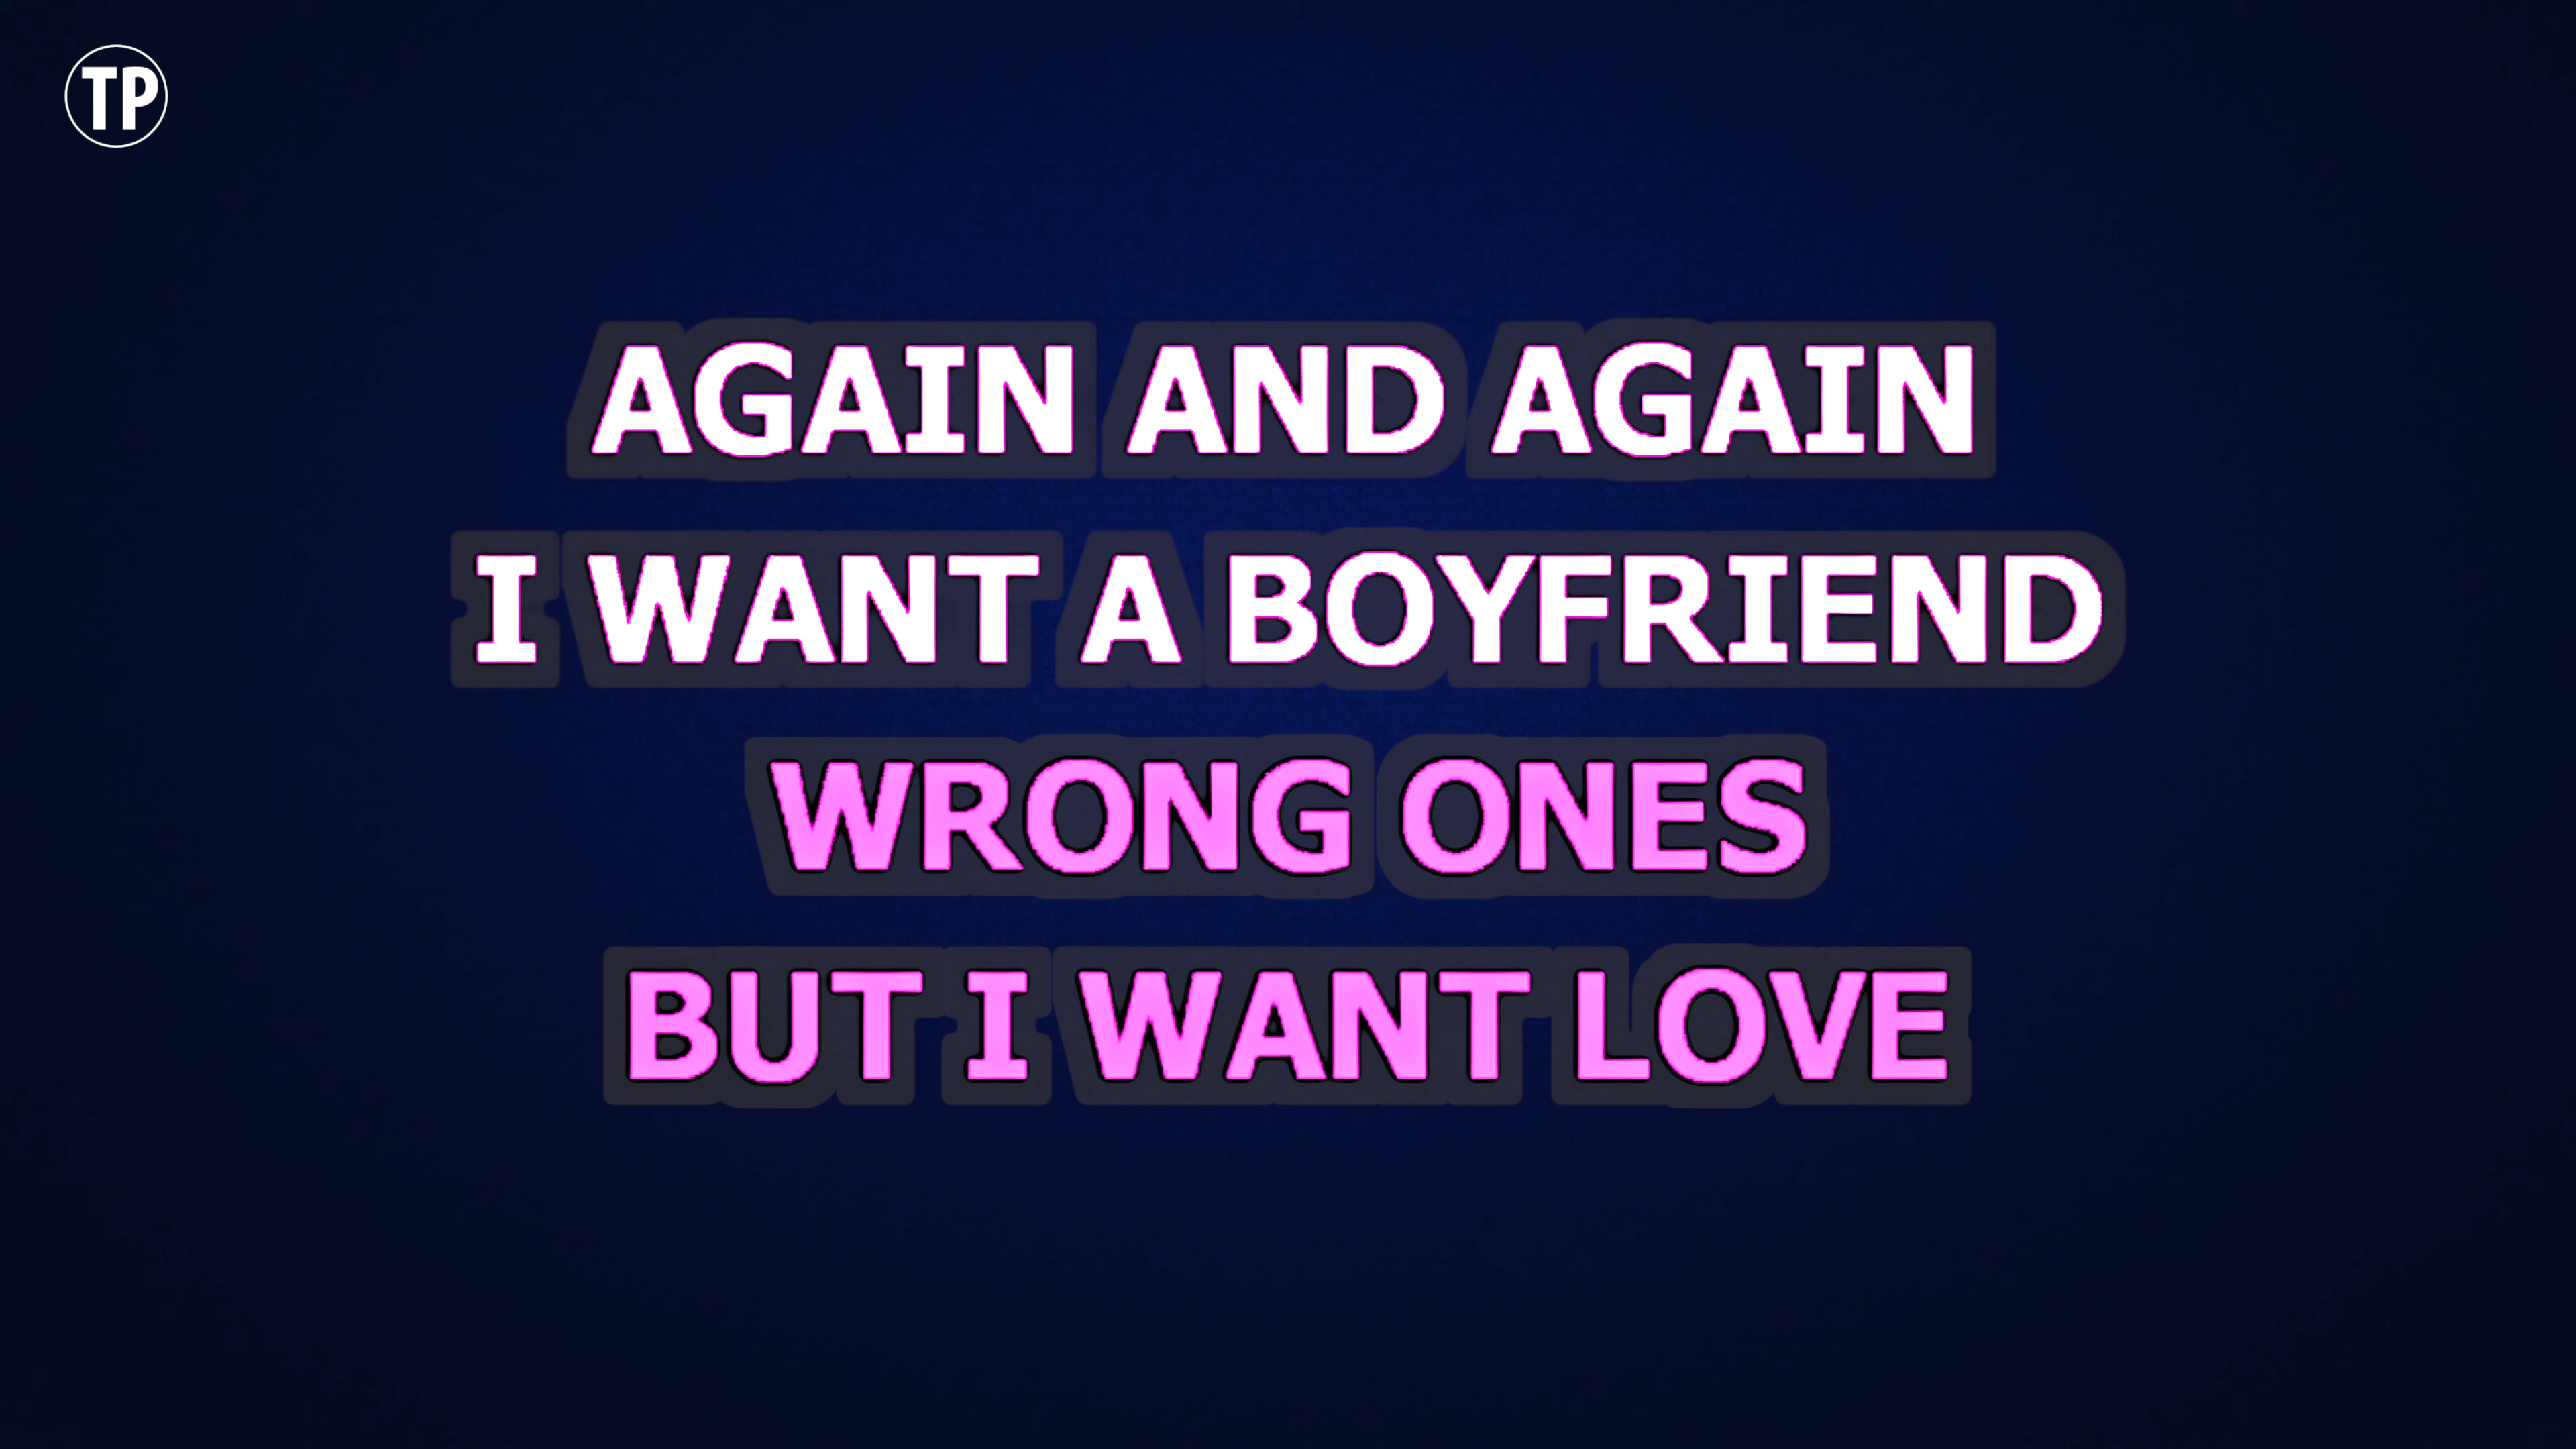 TP
AGAIN AND AGAIN
I WANT A BOYFRIEND
WRONG ONES
BUT I WANT LOVE